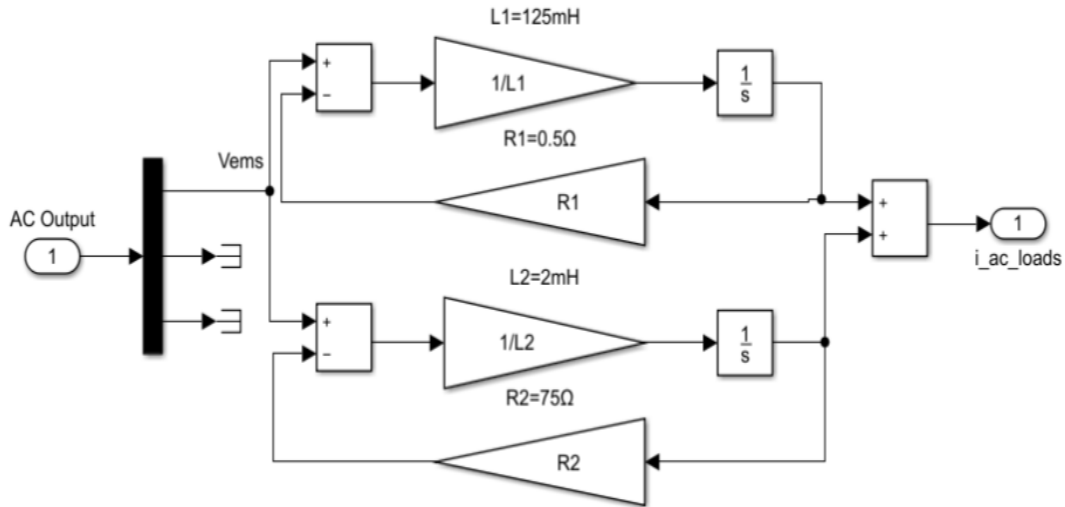 L1=125mH
+
−
1/L1
1
s
R1=0.5Ω
Vems
R1
AC Output
1
+
+
1
i_ac_loads
L2=2mH
+
−
1/L2
1
s
R2=75Ω
R2